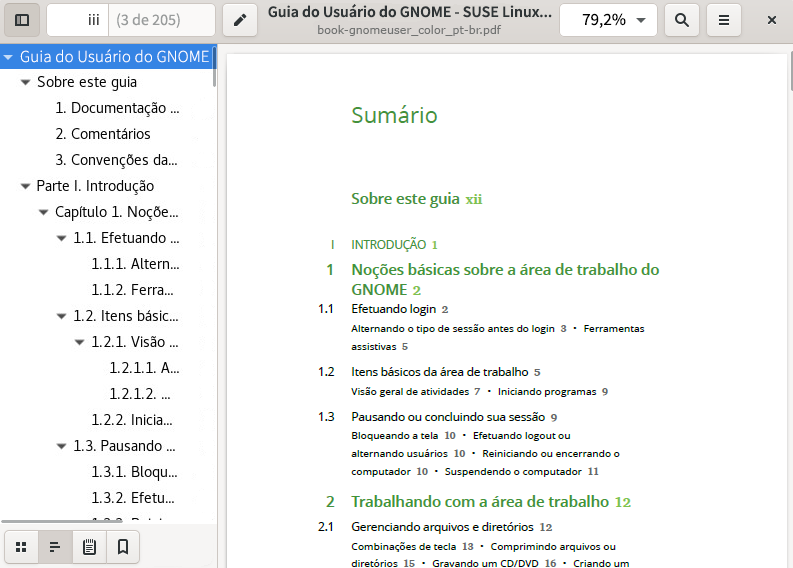 iii (3 de 205) Guia do Usuário do GNOME - SUSE Linux... 79,2%
book-gnomeuser_color_pt-br.pdf
Guia do Usuário do GNOME
Sobre este guia
1. Documentação ...
2. Comentários
3. Convenções da...
Parte I. Introdução
Capítulo 1. Noçõe...
1.1. Efetuando ...
1.1.1. Altern...
1.1.2. Ferra...
1.2. Itens básic...
1.2.1. Visão ...
1.2.1.1. A...
1.2.1.2. ...
1.2.2. Inicia...
1.3. Pausando ...
1.3.1. Bloqu...
1.3.2. Efetu...
Sumário
Sobre este guia xii
I INTRODUÇÃO 1
1 Noções básicas sobre a área de trabalho do
GNOME 2
1.1 Efetuando login 2
Alternando o tipo de sessão antes do login 3 • Ferramentas
assistivas 5
1.2 Itens básicos da área de trabalho 5
Visão geral de atividades 7 • Iniciando programas 9
1.3 Pausando ou concluindo sua sessão 9
Bloqueando a tela 10 • Efetuando logout ou
alternando usuários 10 • Reiniciando ou encerrando o
computador 10 • Suspendendo o computador 11
2 Trabalhando com a área de trabalho 12
2.1 Gerenciando arquivos e diretórios 12
Combinações de tecla 13 • Comprimindo arquivos ou
diretórios 15 • Gravando um CD/DVD 16 • Criando um